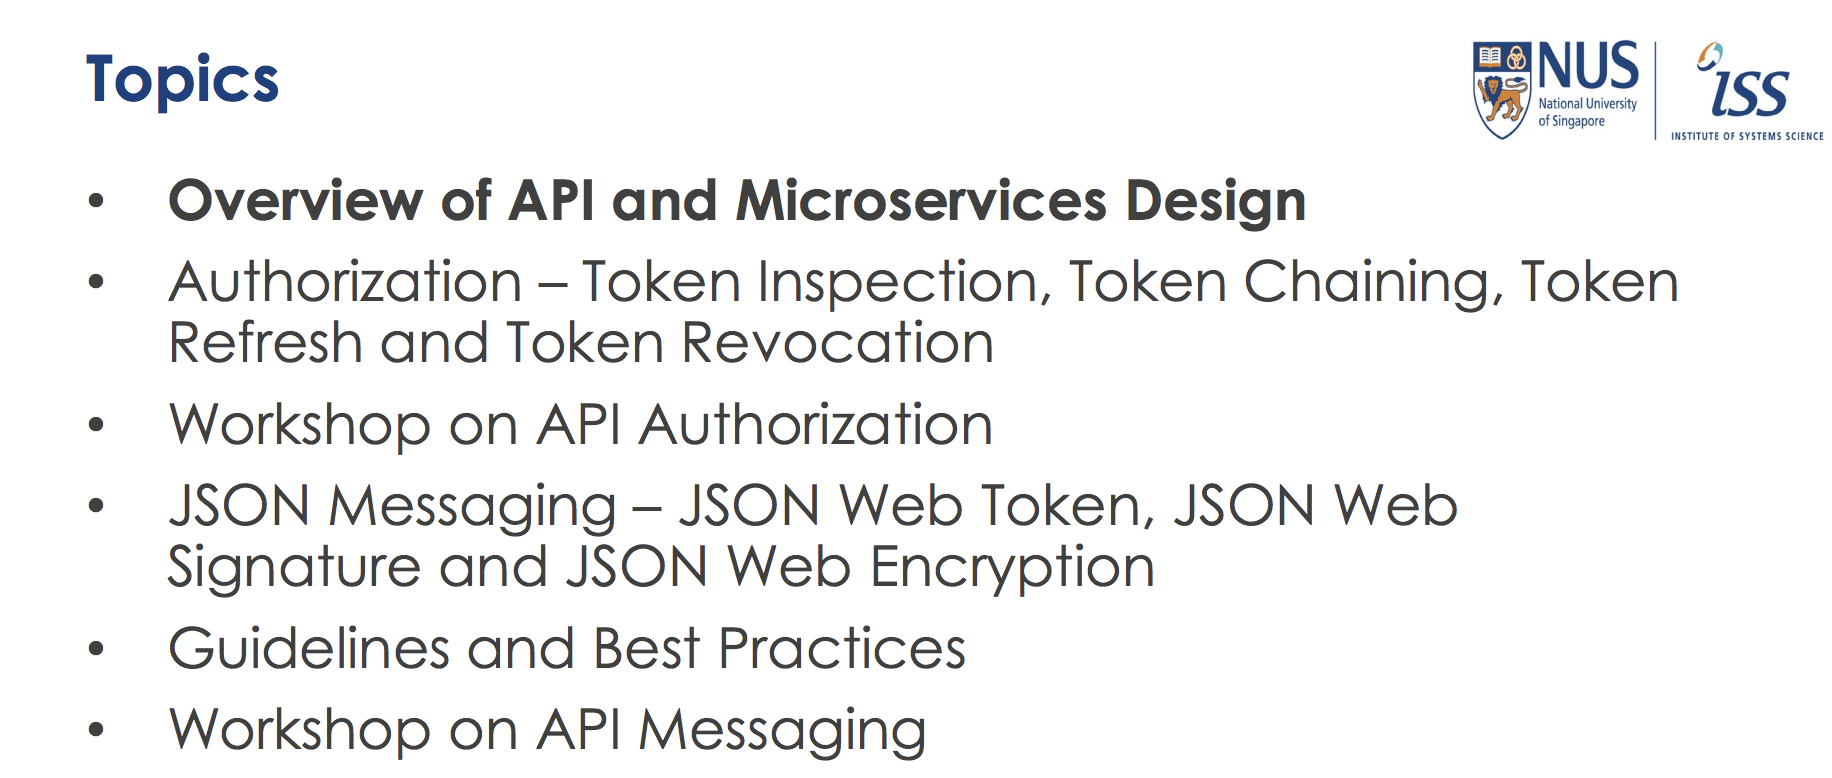 Topics
NUS
National University
of Singapore
iss
INSTITUTE OF SYSTEMS SCIENCE
• Overview of API and Microservices Design
• Authorization – Token Inspection, Token Chaining, Token
Refresh and Token Revocation
• Workshop on API Authorization
• JSON Messaging – JSON Web Token, JSON Web
Signature and JSON Web Encryption
• Guidelines and Best Practices
• Workshop on API Messaging